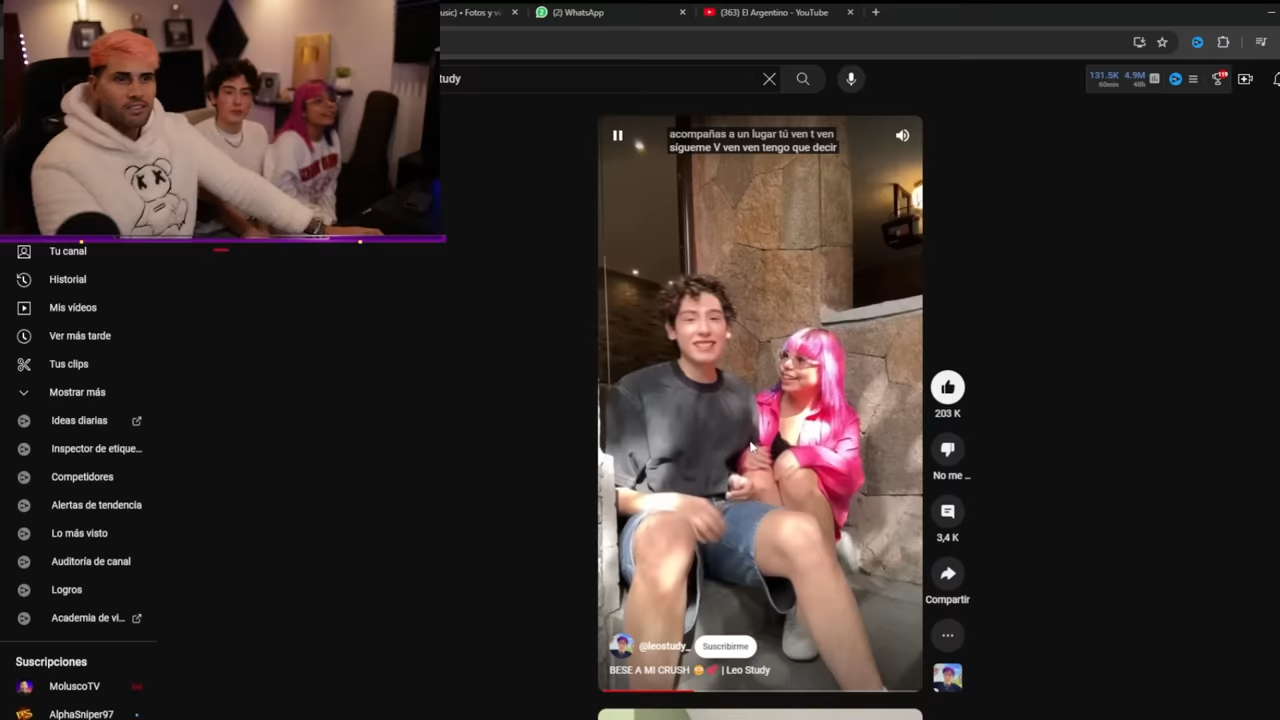 usic) • Fotos y v
(2) WhatsApp
(363) El Argentino - YouTube
tudy
131.5K 4.9M
60min 48h
119
acompañas a un lugar tú ven t ven
sígueme V ven ven tengo que decir
Tu canal
Historial
Mis vídeos
Ver más tarde
Tus clips
Mostrar más
Ideas diarias
Inspector de etique...
Competidores
Alertas de tendencia
Lo más visto
Auditoría de canal
Logros
Academia de vi...
Suscripciones
MoluscoTV
AlphaSniper97
203 K
No me ...
3,4 K
Compartir
@leostudy_
Suscribirme
BESE A MI CRUSH 🤭💋 | Leo Study